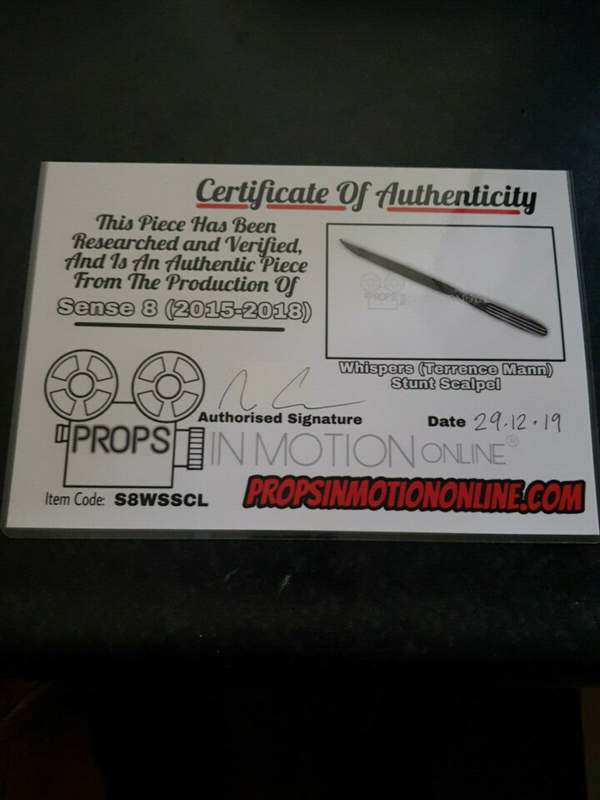 Certificate Of Authenticity
This Piece Has Been
Researched and Verified,
And Is An Authentic Piece
From The Production Of
Sense 8 (2015-2018)
PROPS
ONLINE
Whispers (Terrence Mann)
Stunt Scalpel
Authorised Signature
Date 29.12.19
PROPS IN MOTION ONLINE
Item Code: S8WSSCL
PROPSINMOTIONONLINE.COM